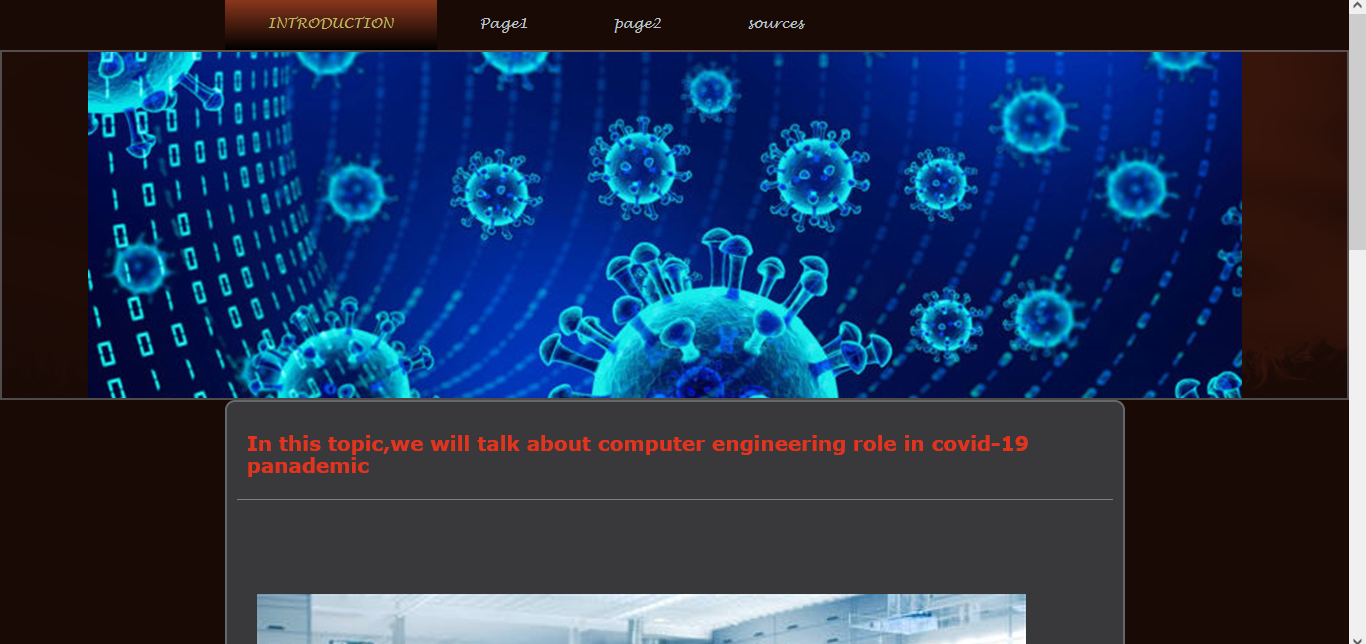 INTRODUCTION Page1 page2 sources
In this topic,we will talk about computer engineering role in covid-19
panademic